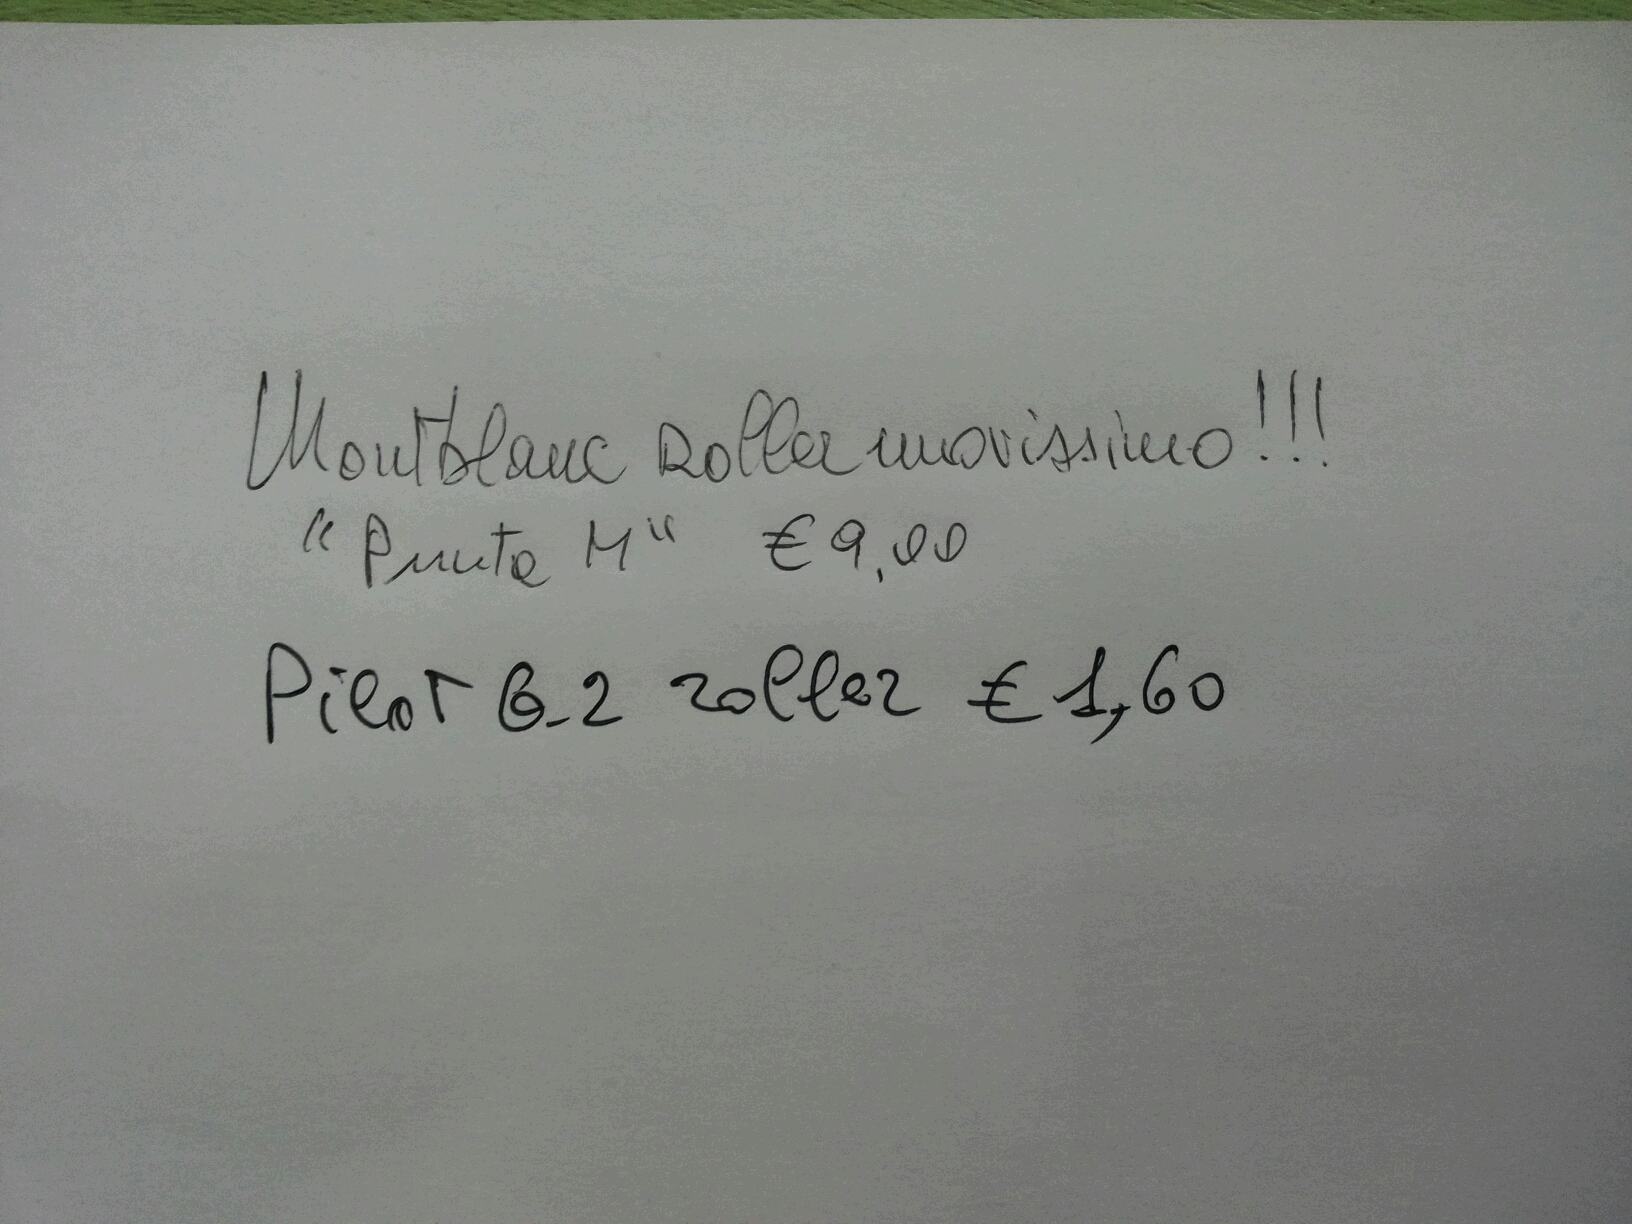 Montblanc Roller nuovissimo!!!
"Punta M" € 9,00
Pilot G-2 roller € 1,60